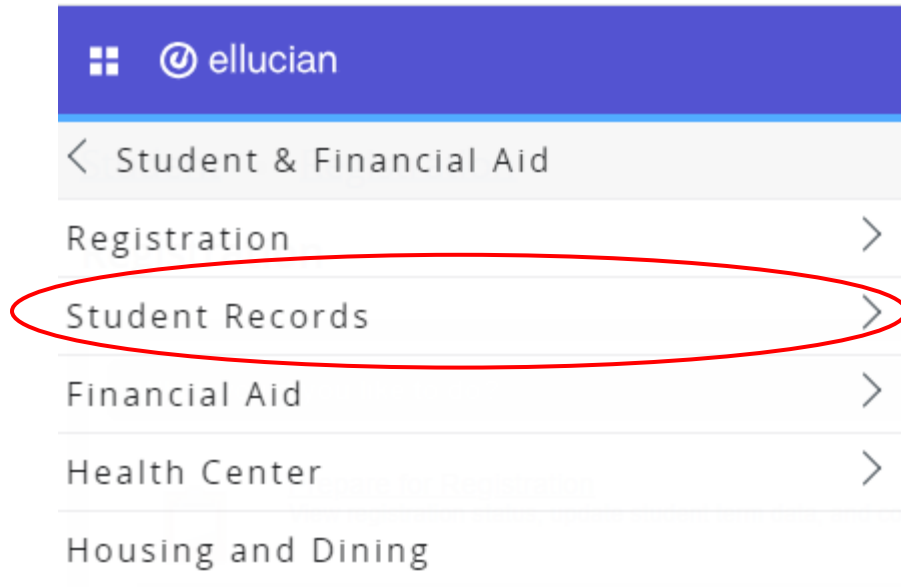 ellucian
Student & Financial Aid
Registration
Student Records
Financial Aid
Health Center
Housing and Dining